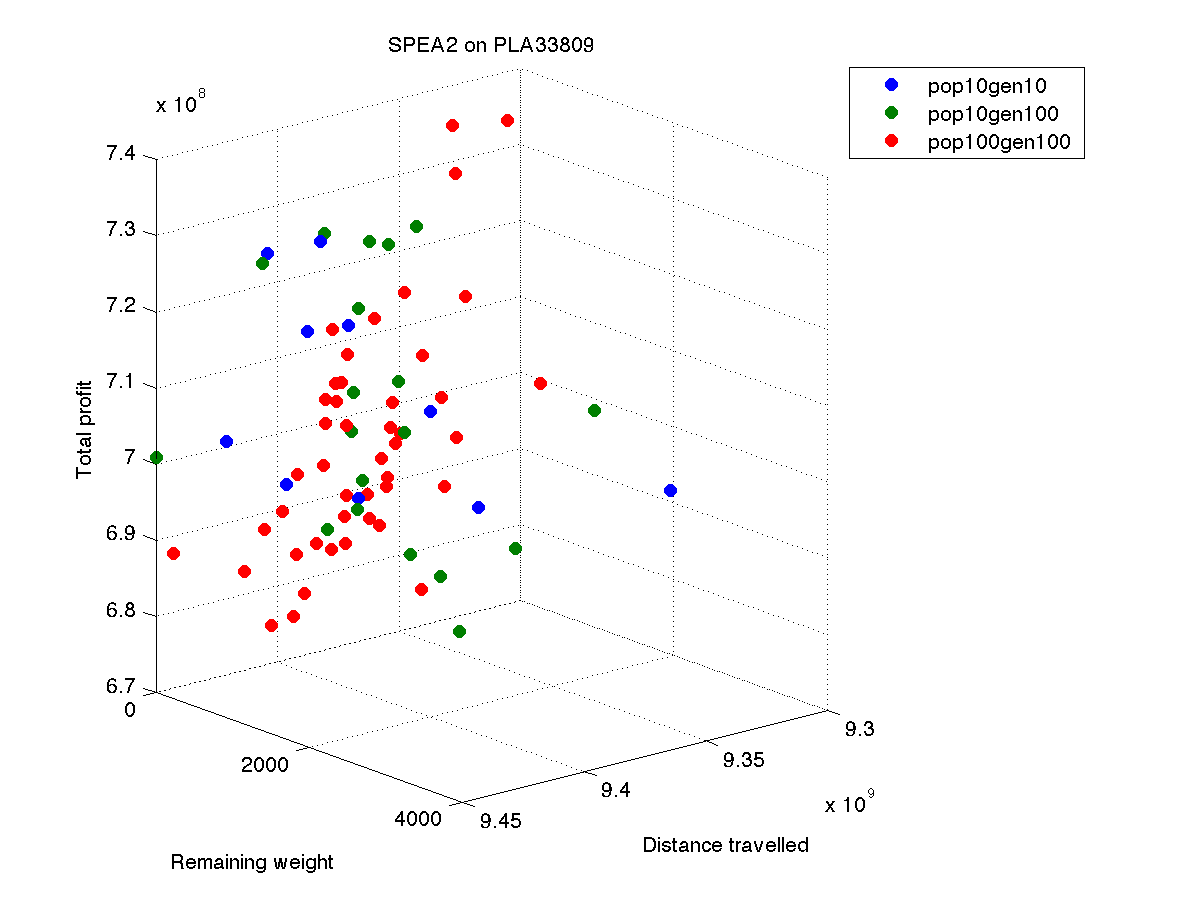 SPEA2 on PLA33809
x 10^8
pop10gen10
pop10gen100
pop100gen100
7.4
7.3
7.2
7.1
7
6.9
6.8
6.7
Total profit
0
2000
4000
Remaining weight
9.45
9.4
9.35
9.3
x 10^9
Distance travelled